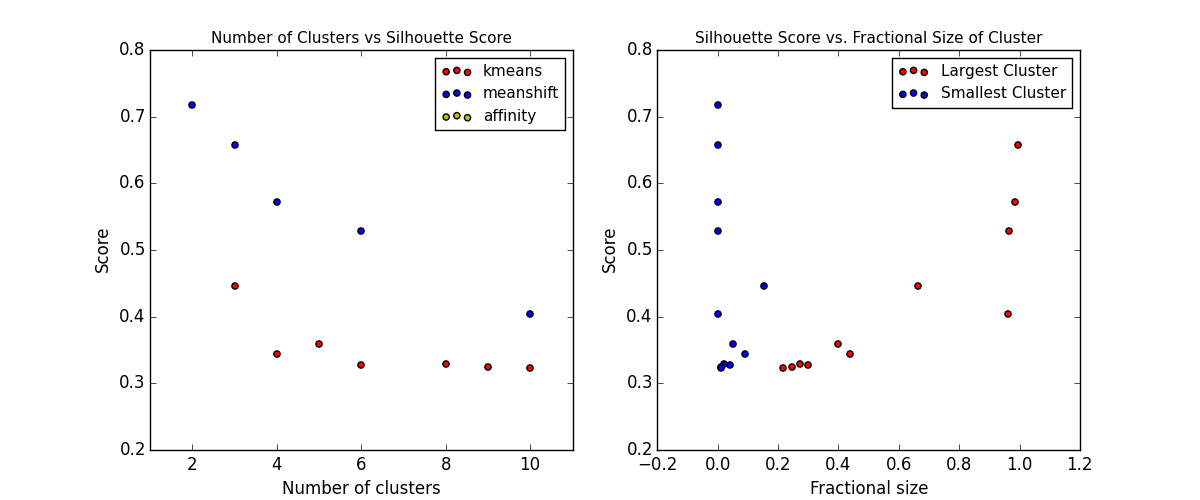 Number of Clusters vs Silhouette Score
0.8
0.7
0.6
0.5
0.4
0.3
0.2
Score
kmeans
meanshift
affinity
2 4 6 8 10
Number of clusters
Silhouette Score vs. Fractional Size of Cluster
0.8
0.7
0.6
0.5
0.4
0.3
0.2
Score
Largest Cluster
Smallest Cluster
−0.2 0.0 0.2 0.4 0.6 0.8 1.0 1.2
Fractional size